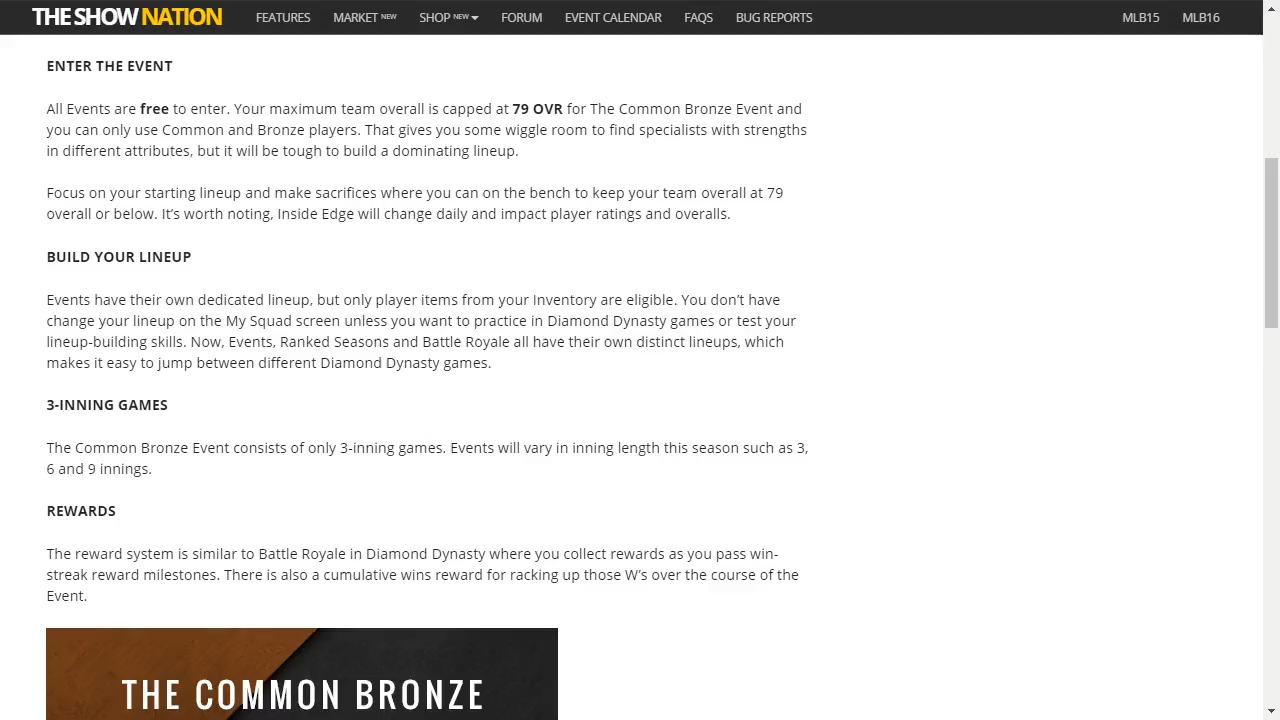 THE SHOW NATION FEATURES MARKET NEW SHOP NEW FORUM EVENT CALENDAR FAQS BUG REPORTS MLB15 MLB16
ENTER THE EVENT
All Events are free to enter. Your maximum team overall is capped at 79 OVR for The Common Bronze Event and
you can only use Common and Bronze players. That gives you some wiggle room to find specialists with strengths
in different attributes, but it will be tough to build a dominating lineup.
Focus on your starting lineup and make sacrifices where you can on the bench to keep your team overall at 79
overall or below. It’s worth noting, Inside Edge will change daily and impact player ratings and overalls.
BUILD YOUR LINEUP
Events have their own dedicated lineup, but only player items from your Inventory are eligible. You don’t have
change your lineup on the My Squad screen unless you want to practice in Diamond Dynasty games or test your
lineup-building skills. Now, Events, Ranked Seasons and Battle Royale all have their own distinct lineups, which
makes it easy to jump between different Diamond Dynasty games.
3-INNING GAMES
The Common Bronze Event consists of only 3-inning games. Events will vary in inning length this season such as 3,
6 and 9 innings.
REWARDS
The reward system is similar to Battle Royale in Diamond Dynasty where you collect rewards as you pass win-
streak reward milestones. There is also a cumulative wins reward for racking up those W’s over the course of the
Event.
THE COMMON BRONZE